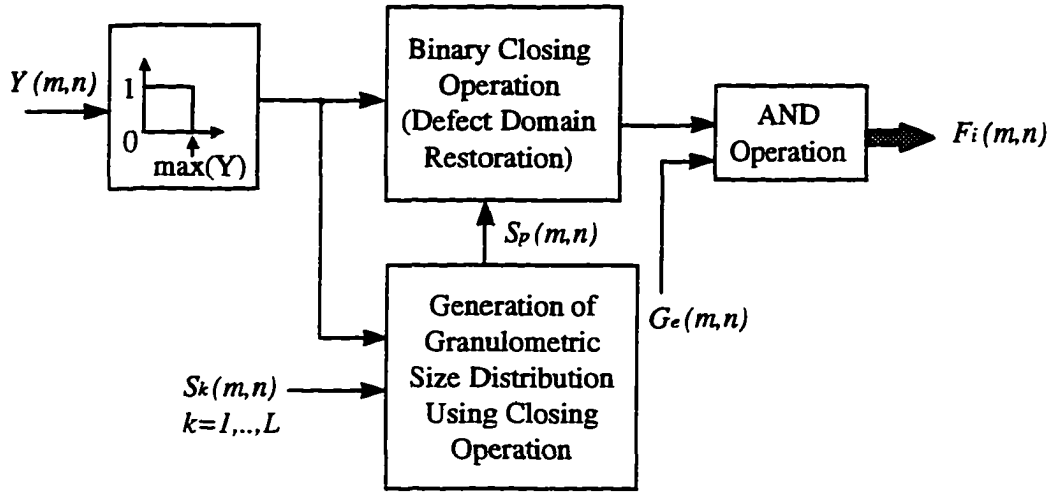 Y(m,n)
1
0
max(Y)
Binary Closing
Operation
(Defect Domain
Restoration)
AND
Operation
Fi(m,n)
Sp(m,n)
Ge(m,n)
Generation of
Granulometric
Size Distribution
Using Closing
Operation
Sk(m,n)
k=1,..,L